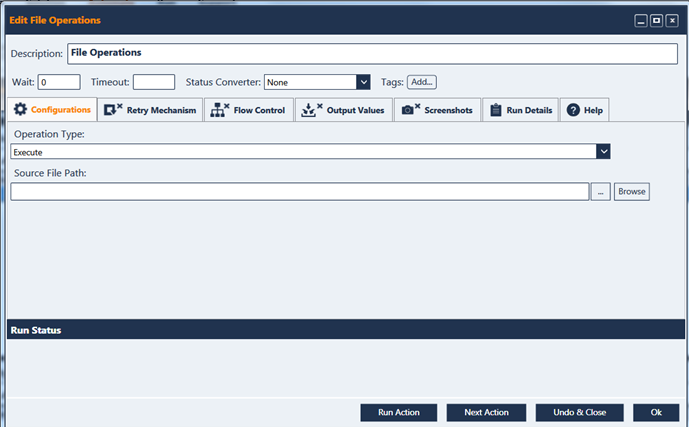 Edit File Operations
Description: File Operations
Wait: 0 Timeout: Status Converter: None Tags: Add...
Configurations Retry Mechanism Flow Control Output Values Screenshots Run Details Help
Operation Type:
Execute
Source File Path:
... Browse
Run Status
Run Action Next Action Undo & Close Ok